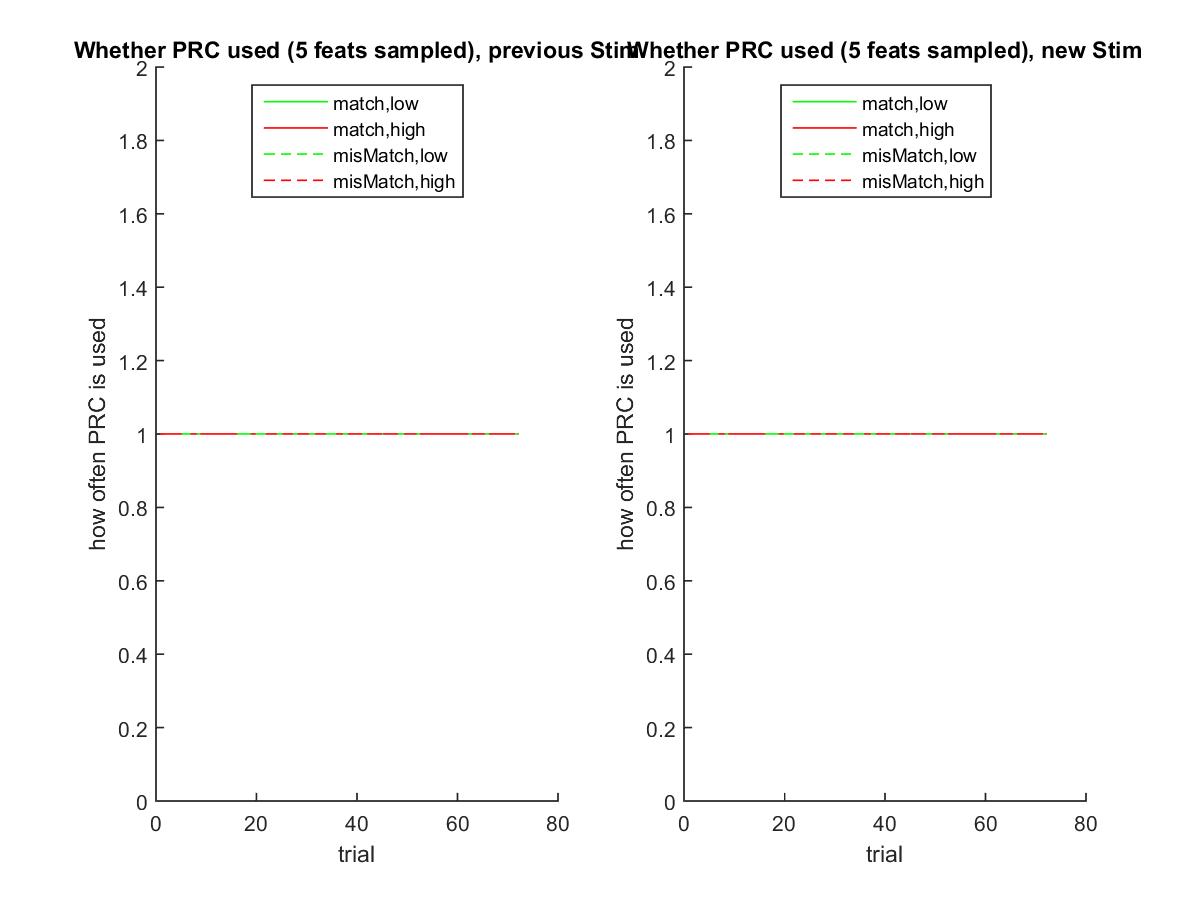 Whether PRC used (5 feats sampled), previous Stim
2
1.8
1.6
1.4
1.2
1
0.8
0.6
0.4
0.2
0
how often PRC is used
match,low
match,high
misMatch,low
misMatch,high
0 20 40 60 80
trial
Whether PRC used (5 feats sampled), new Stim
2
1.8
1.6
1.4
1.2
1
0.8
0.6
0.4
0.2
0
how often PRC is used
match,low
match,high
misMatch,low
misMatch,high
0 20 40 60 80
trial